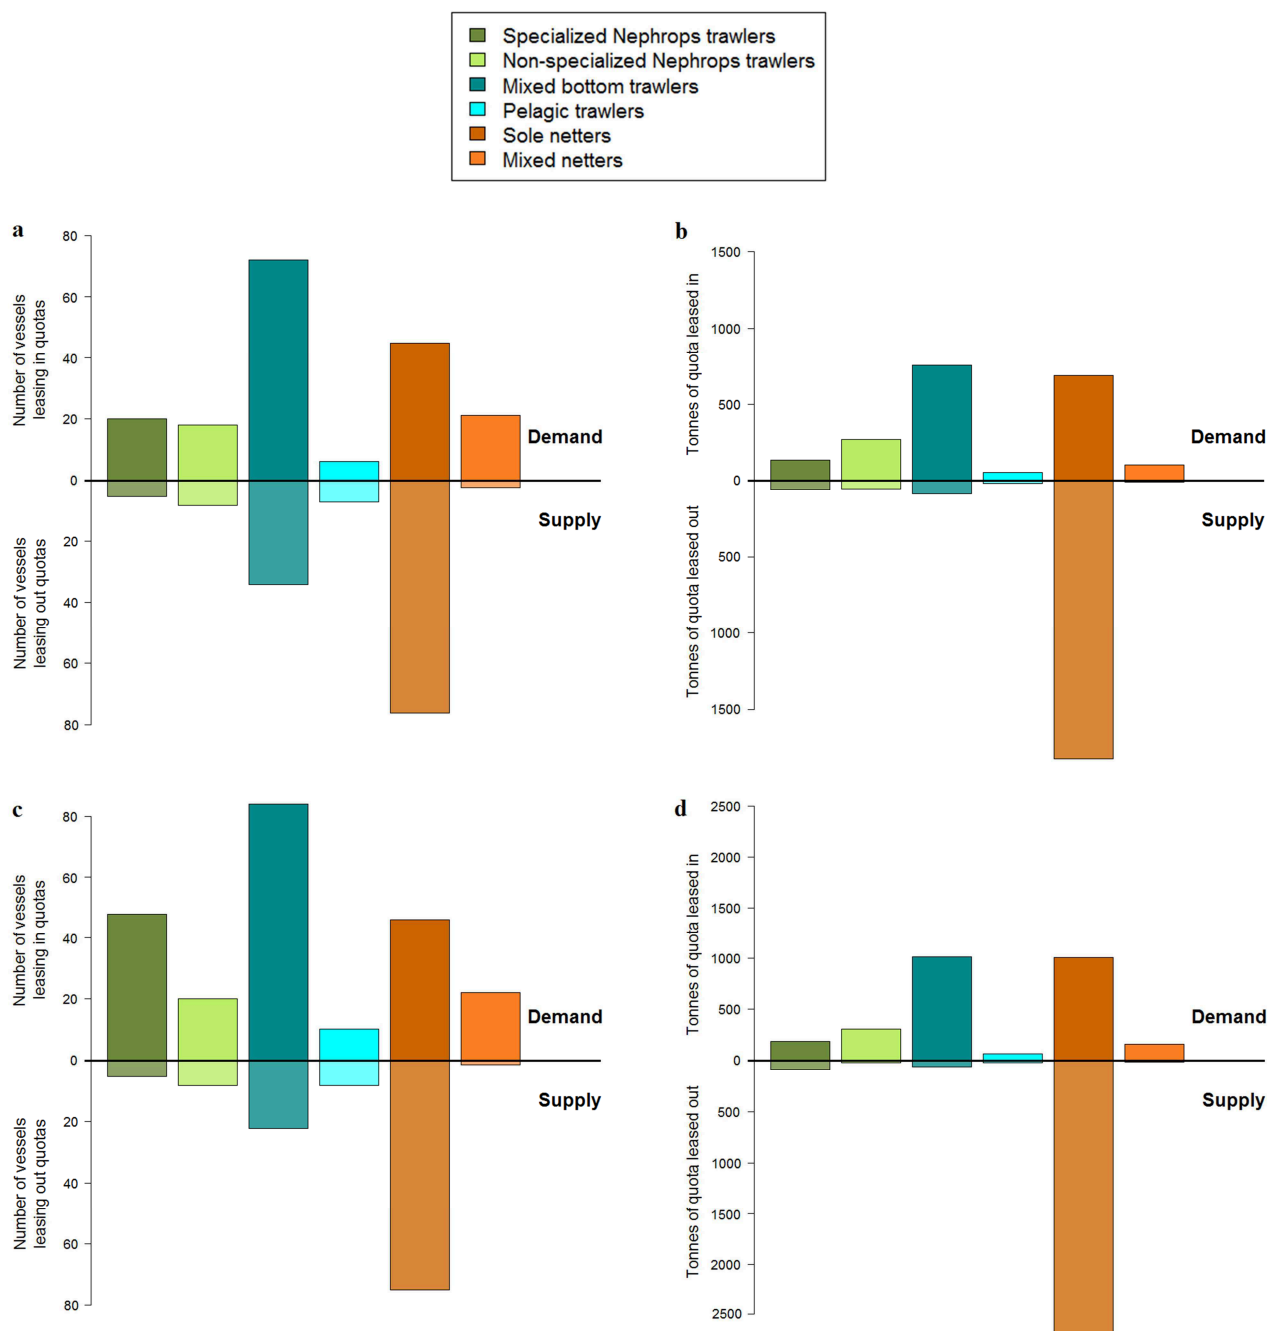 Specialized Nephrops trawlers
Non-specialized Nephrops trawlers
Mixed bottom trawlers
Pelagic trawlers
Sole netters
Mixed netters
a
80
60
40
20
0
20
40
60
80
Number of vessels
leasing in quotas
Number of vessels
leasing out quotas
Demand
Supply
b
1500
1000
500
0
500
1000
1500
Tonnes of quota leased in
Tonnes of quota leased out
Demand
Supply
c
80
60
40
20
0
20
40
60
80
Number of vessels
leasing in quotas
Number of vessels
leasing out quotas
Demand
Supply
d
2500
2000
1500
1000
500
0
500
1000
1500
2000
2500
Tonnes of quota leased in
Tonnes of quota leased out
Demand
Supply